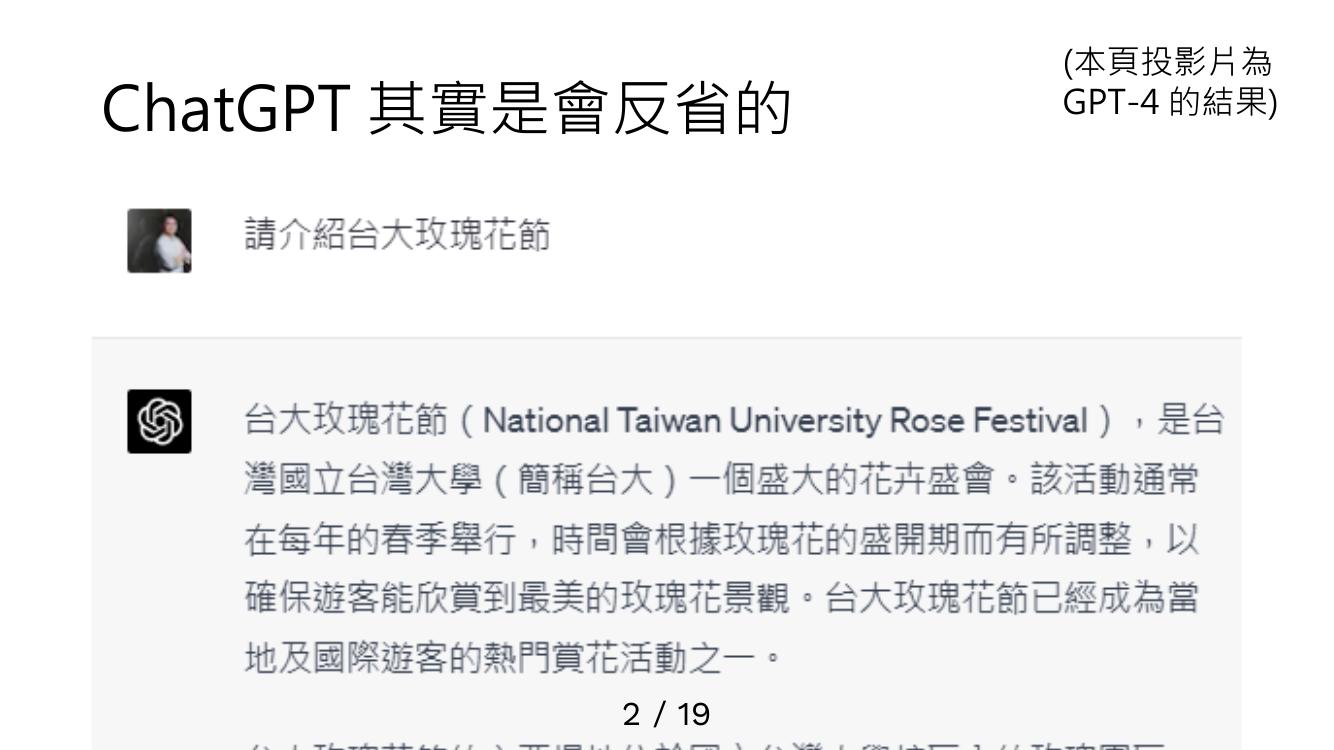 ChatGPT 其實是會反省的
(本頁投影片為
GPT-4 的結果)
請介紹台大玫瑰花節
台大玫瑰花節（National Taiwan University Rose Festival），是台
灣國立台灣大學（簡稱台大）一個盛大的花卉盛會。該活動通常
在每年的春季舉行，時間會根據玫瑰花的盛開期而有所調整，以
確保遊客能欣賞到最美的玫瑰花景觀。台大玫瑰花節已經成為當
地及國際遊客的熱門賞花活動之一。
2 / 19